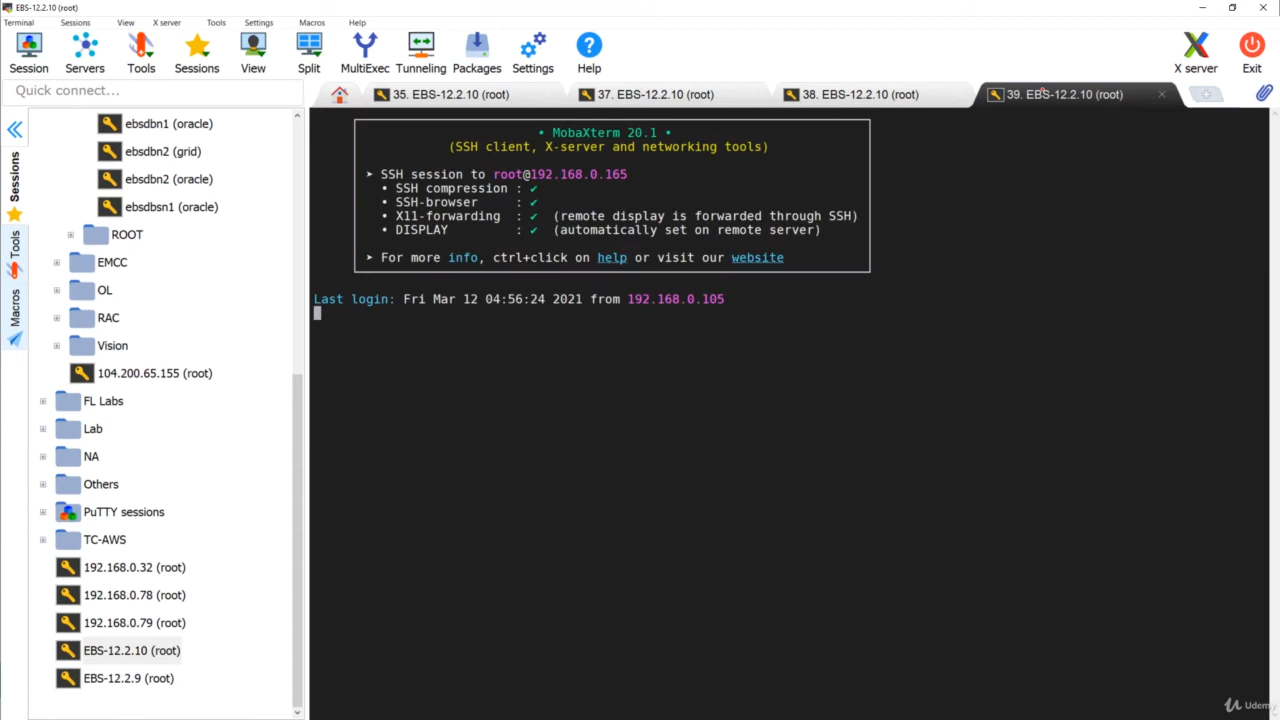 EBS-12.2.10 (root)
Terminal Sessions View X server Tools Settings Macros Help
Session Servers Tools Sessions View Split MultiExec Tunneling Packages Settings Help X server Exit
Quick connect...
35. EBS-12.2.10 (root) 37. EBS-12.2.10 (root) 38. EBS-12.2.10 (root) 39. EBS-12.2.10 (root)
Sessions
Tools
Macros
ebsdbn1 (oracle)
ebsdbn2 (grid)
ebsdbn2 (oracle)
ebsdbsn1 (oracle)
ROOT
EMCC
OL
RAC
Vision
104.200.65.155 (root)
FL Labs
Lab
NA
Others
PuTTY sessions
TC-AWS
192.168.0.32 (root)
192.168.0.78 (root)
192.168.0.79 (root)
EBS-12.2.10 (root)
EBS-12.2.9 (root)
• MobaXterm 20.1 •
(SSH client, X-server and networking tools)
➤ SSH session to root@192.168.0.165
• SSH compression : ✔
• SSH-browser : ✔
• X11-forwarding : ✔ (remote display is forwarded through SSH)
• DISPLAY : ✔ (automatically set on remote server)
➤ For more info, ctrl+click on help or visit our website
Last login: Fri Mar 12 04:56:24 2021 from 192.168.0.105
Udemy